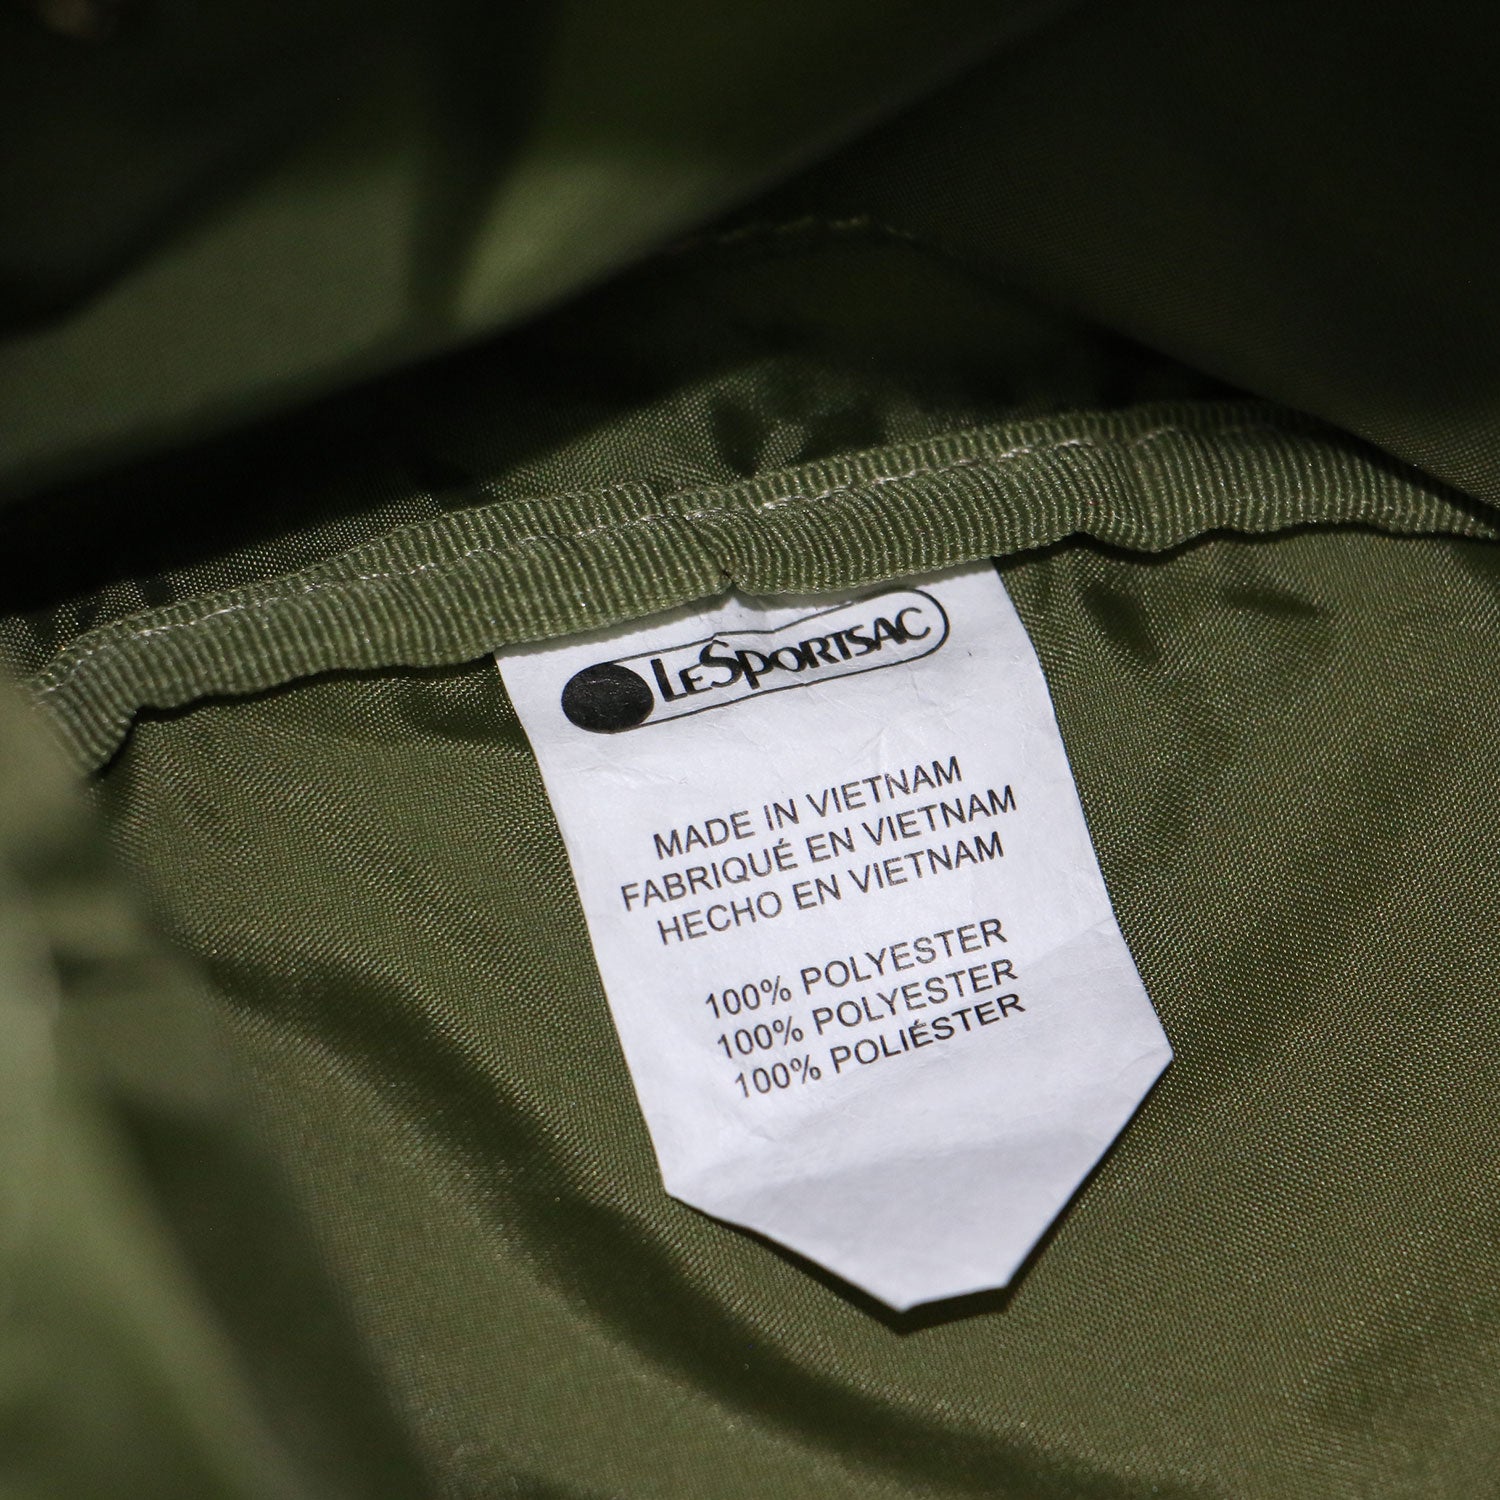 LESPORTSAC
MADE IN VIETNAM
FABRIQUÉ EN VIETNAM
HECHO EN VIETNAM
100% POLYESTER
100% POLYESTER
100% POLIÉSTER